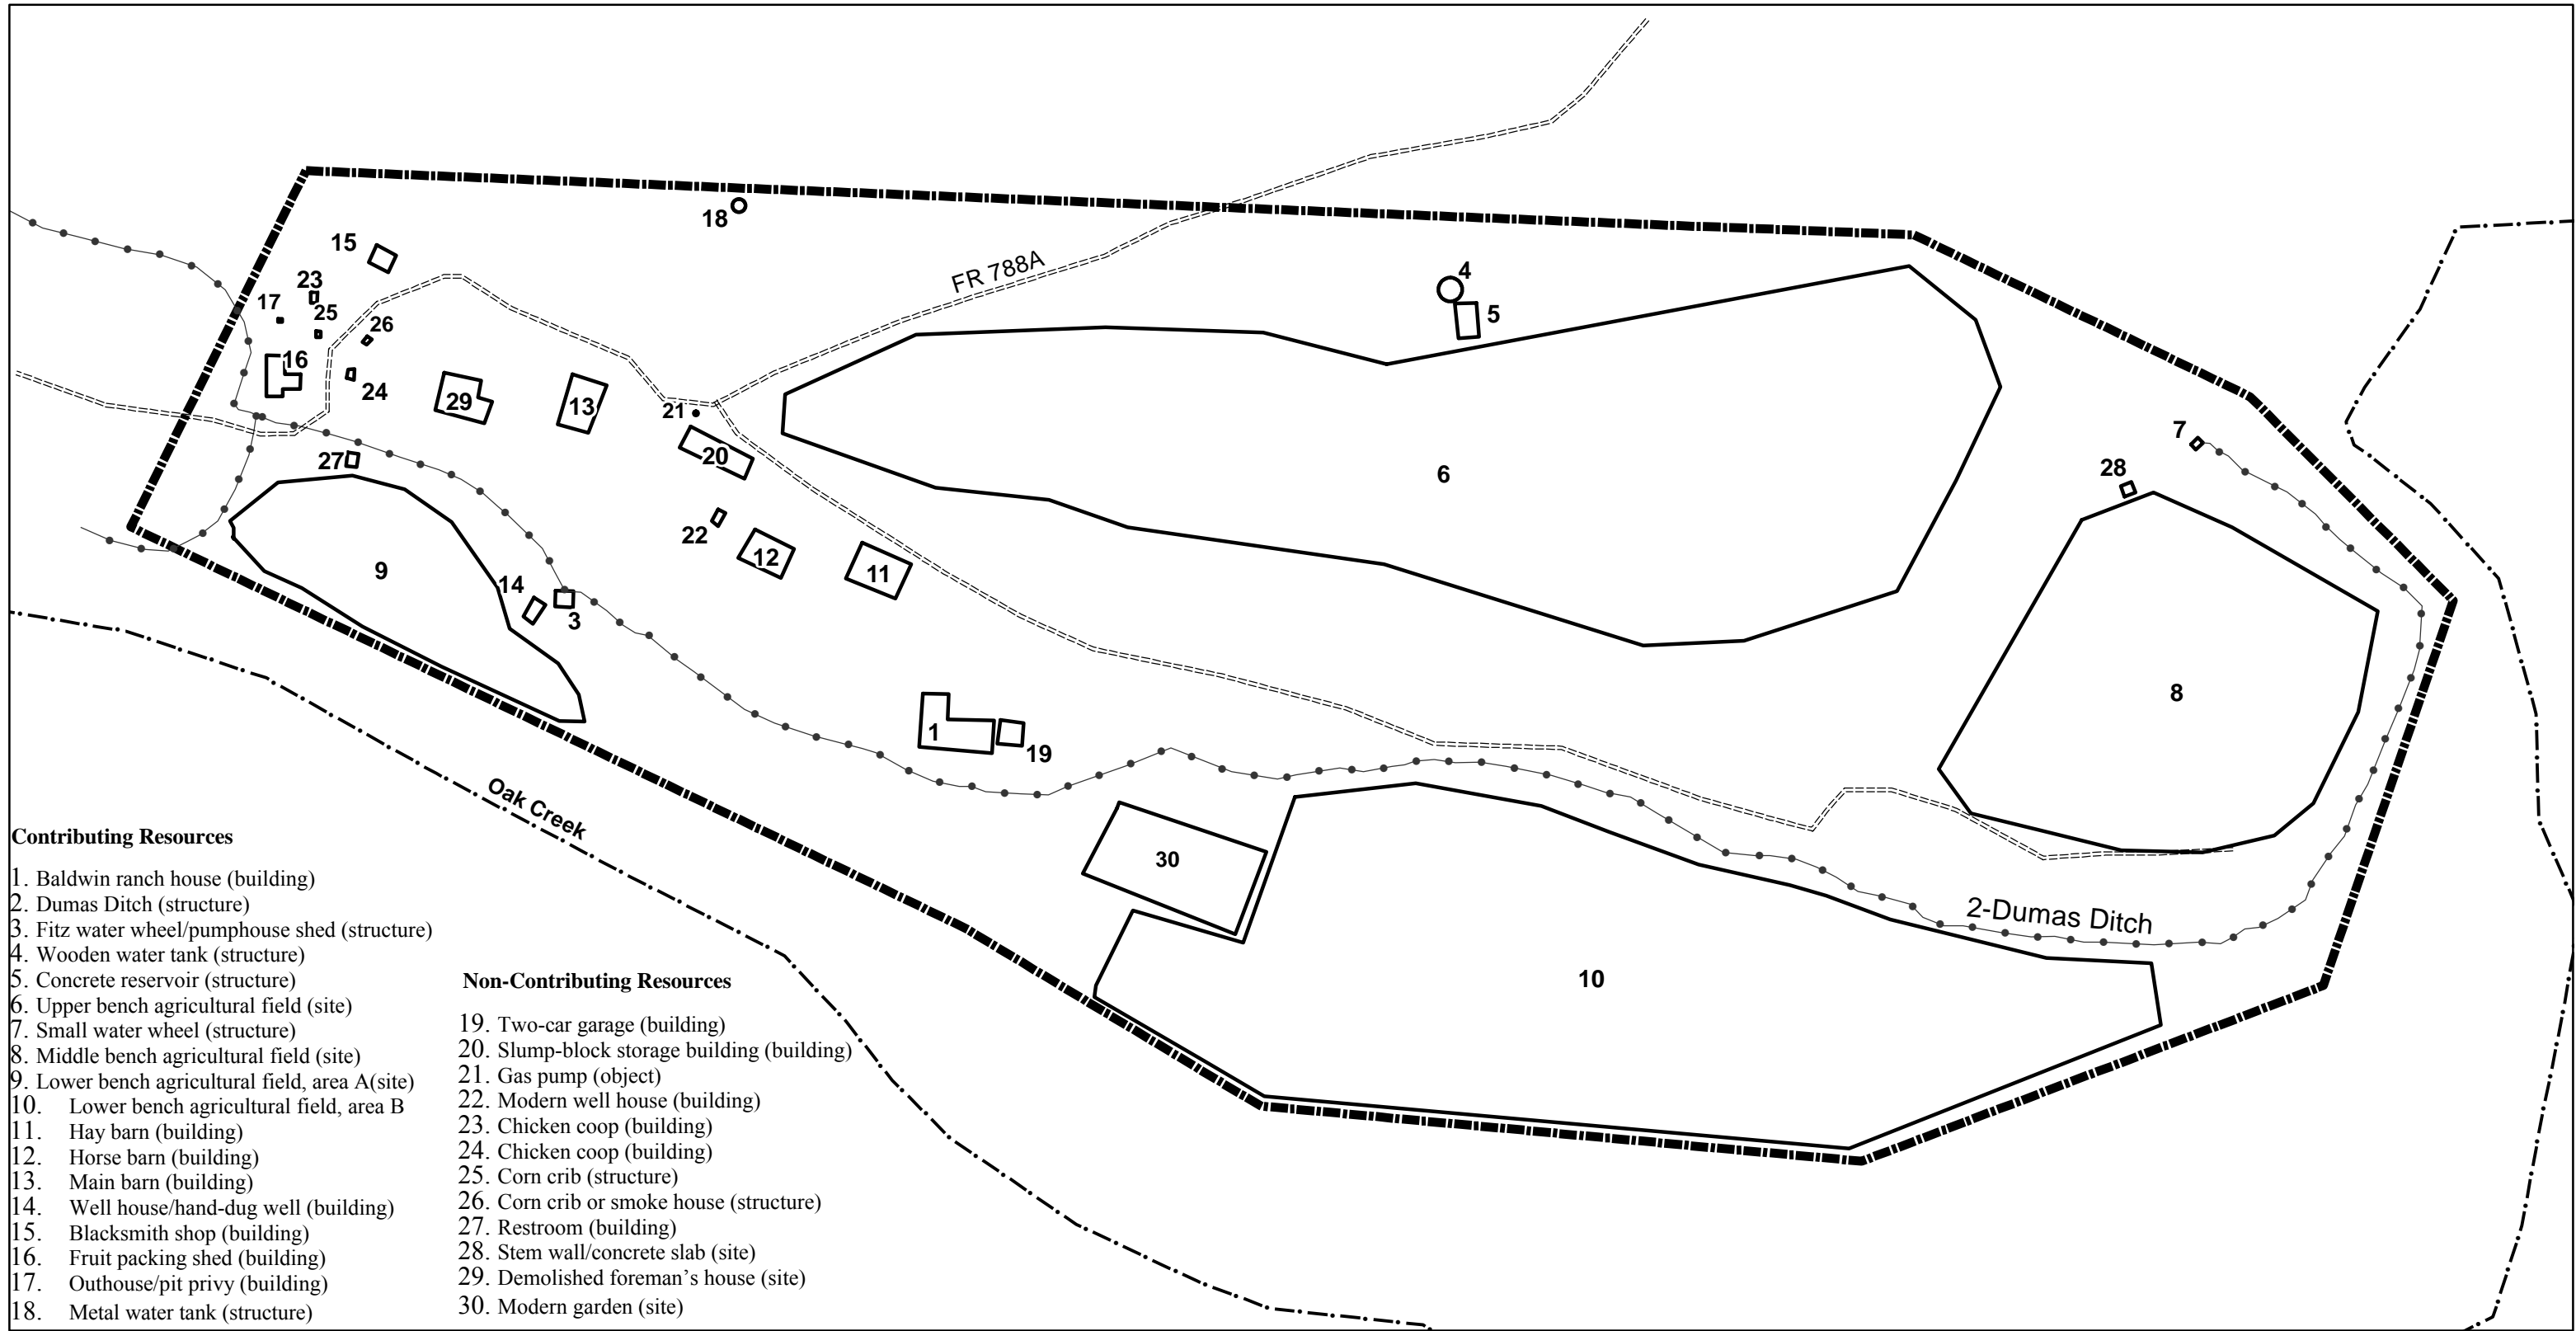 18
15
FR 788A
4
23
17
5
25
26
16
24
29
13
21
7
20
27
6
28
22
12
9
11
14
3
8
1
19
Oak Creek
30
2-Dumas Ditch
10
Contributing Resources
1. Baldwin ranch house (building)
2. Dumas Ditch (structure)
3. Fitz water wheel/pumphouse shed (structure)
4. Wooden water tank (structure)
5. Concrete reservoir (structure)
6. Upper bench agricultural field (site)
7. Small water wheel (structure)
8. Middle bench agricultural field (site)
9. Lower bench agricultural field, area A(site)
10. Lower bench agricultural field, area B
11. Hay barn (building)
12. Horse barn (building)
13. Main barn (building)
14. Well house/hand-dug well (building)
15. Blacksmith shop (building)
16. Fruit packing shed (building)
17. Outhouse/pit privy (building)
18. Metal water tank (structure)
Non-Contributing Resources
19. Two-car garage (building)
20. Slump-block storage building (building)
21. Gas pump (object)
22. Modern well house (building)
23. Chicken coop (building)
24. Chicken coop (building)
25. Corn crib (structure)
26. Corn crib or smoke house (structure)
27. Restroom (building)
28. Stem wall/concrete slab (site)
29. Demolished foreman’s house (site)
30. Modern garden (site)